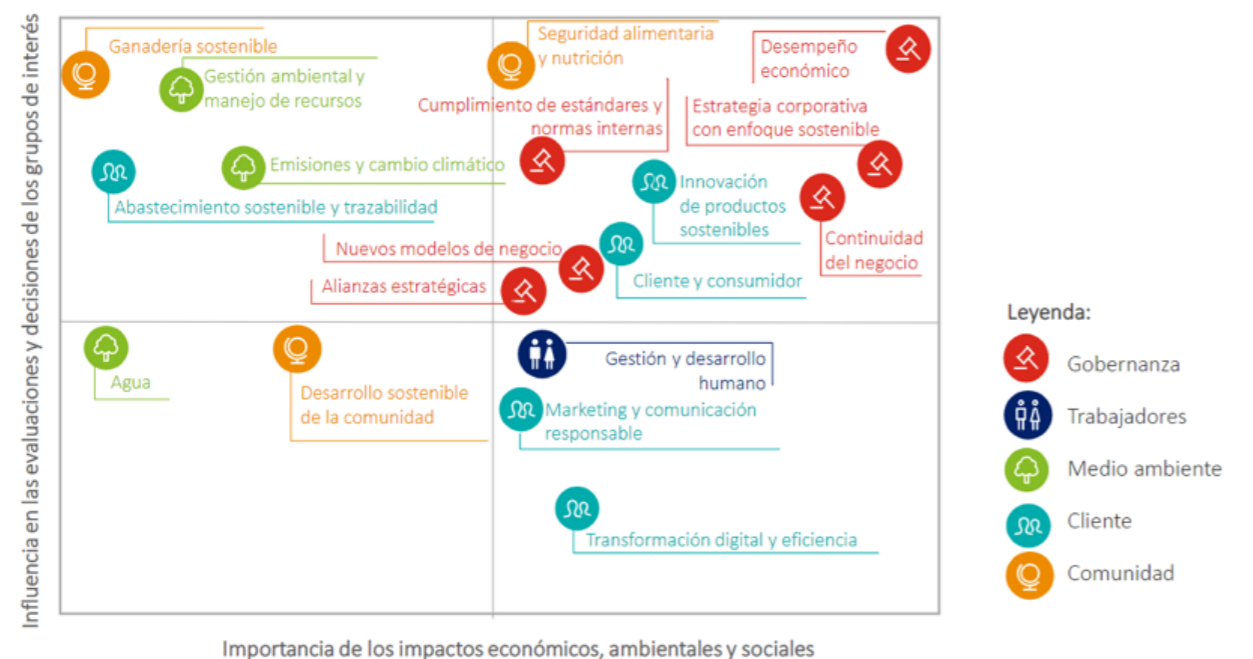 Influencia en las evaluaciones y decisiones de los grupos de interés
Ganadería sostenible
Gestión ambiental y
manejo de recursos
Emisiones y cambio climático
Abastecimiento sostenible y trazabilidad
Seguridad alimentaria
y nutrición
Desempeño
económico
Cumplimiento de estándares y
normas internas
Estrategia corporativa
con enfoque sostenible
Innovación
de productos
sostenibles
Continuidad
del negocio
Nuevos modelos de negocio
Cliente y consumidor
Alianzas estratégicas
Agua
Desarrollo sostenible
de la comunidad
Gestión y desarrollo
humano
Marketing y comunicación
responsable
Transformación digital y eficiencia
Importancia de los impactos económicos, ambientales y sociales
Leyenda:
Gobernanza
Trabajadores
Medio ambiente
Cliente
Comunidad